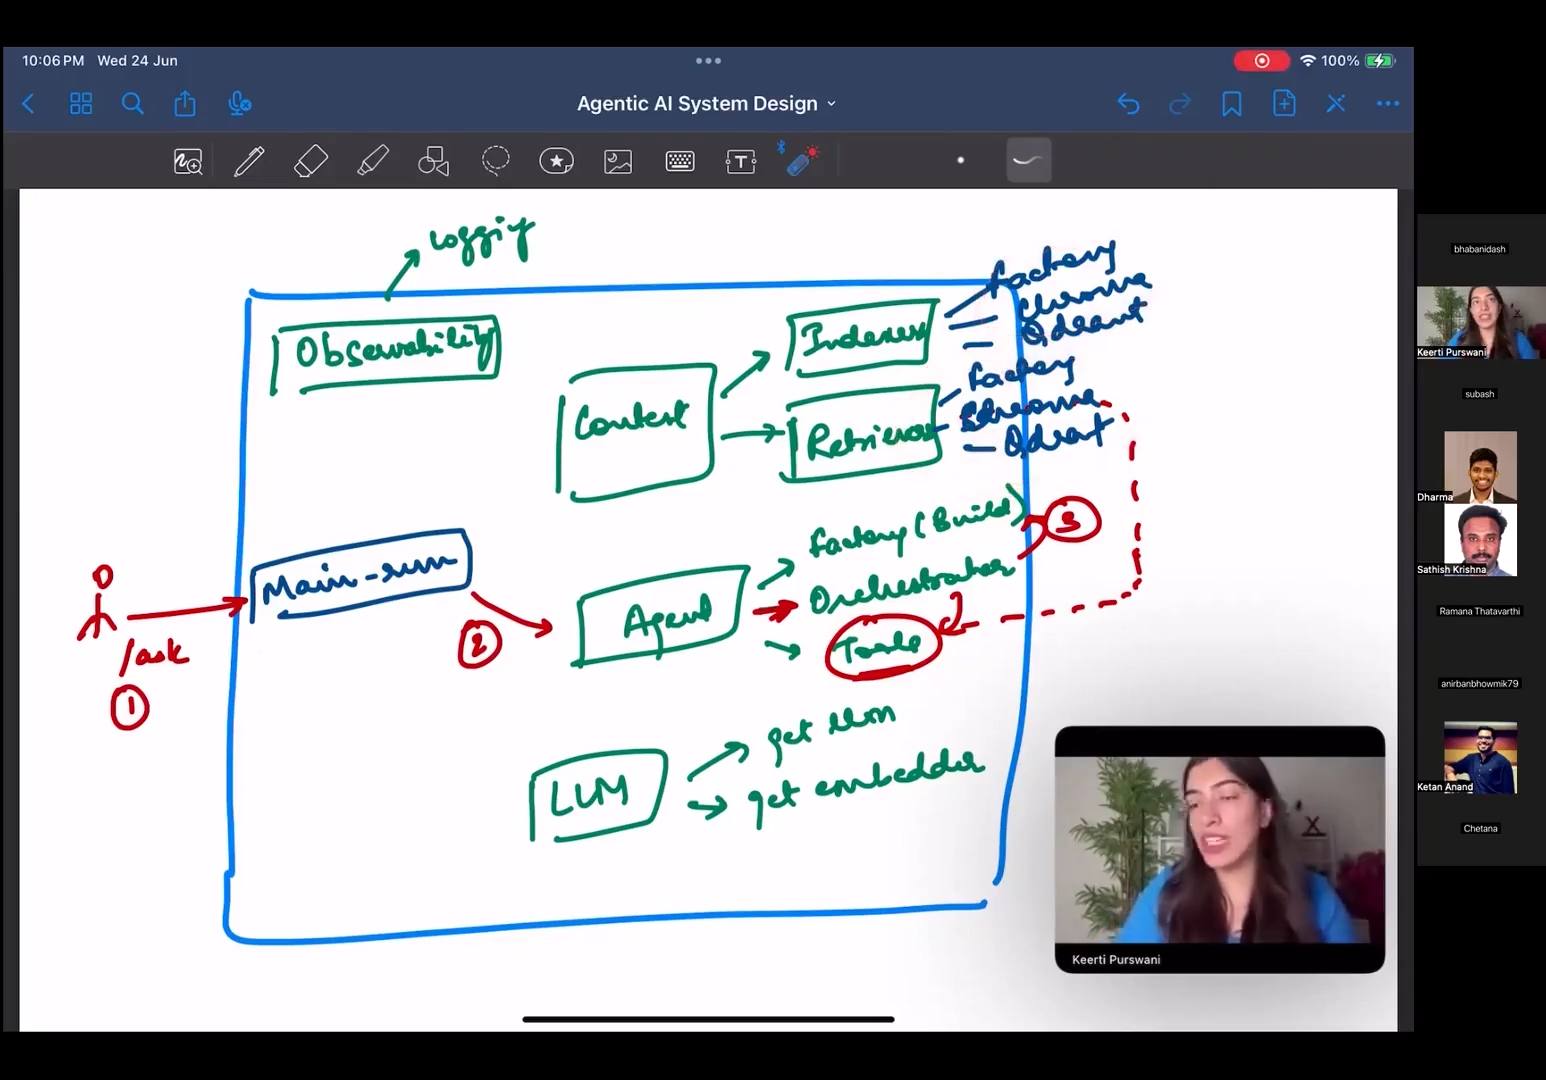 10:06 PM Wed 24 Jun
100%
Agentic AI System Design
T
logging
Observability
Context
Indexer
Factory
Chroma
Qdrant
Retriever
Factory
Chroma
Qdrant
Main-run
/ask
1
2
Agent
Factory (Build)
Orchestrator
Tools
3
LLM
get llm
get embedder
Keerti Purswani
bhabanidash
Keerti Purswani
subash
Dharma
Sathish Krishna
Ramana Thatavarthi
anirbanbhowmik79
Ketan Anand
Chetana